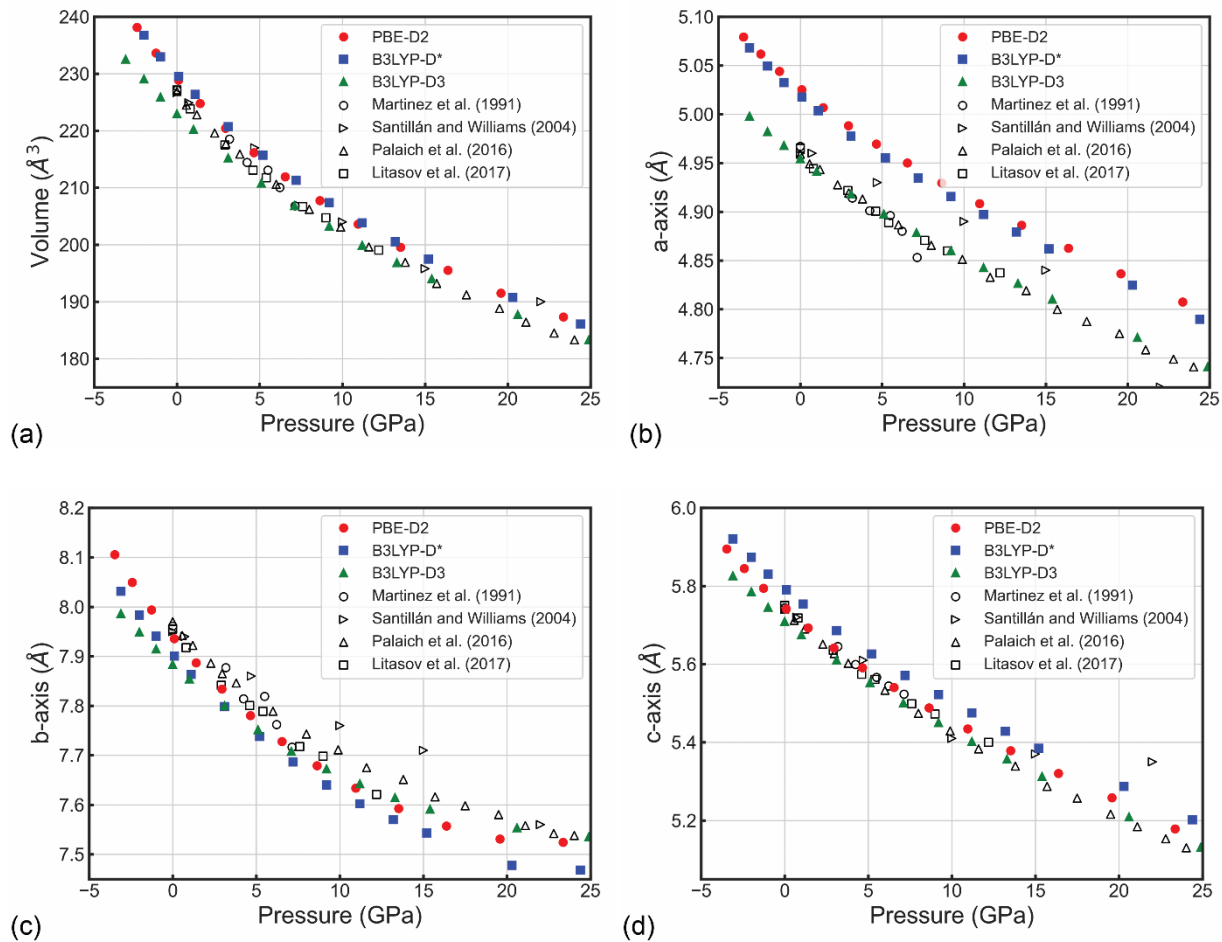 240
230
220
210
200
190
180
Volume (Å³)
PBE-D2
B3LYP-D*
B3LYP-D3
Martinez et al. (1991)
Santillán and Williams (2004)
Palaich et al. (2016)
Litasov et al. (2017)
−5 0 5 10 15 20 25
Pressure (GPa)
(a)
5.10
5.05
5.00
4.95
4.90
4.85
4.80
4.75
a-axis (Å)
PBE-D2
B3LYP-D*
B3LYP-D3
Martinez et al. (1991)
Santillán and Williams (2004)
Palaich et al. (2016)
Litasov et al. (2017)
−5 0 5 10 15 20 25
Pressure (GPa)
(b)
8.2
8.1
8.0
7.9
7.8
7.7
7.6
7.5
b-axis (Å)
PBE-D2
B3LYP-D*
B3LYP-D3
Martinez et al. (1991)
Santillán and Williams (2004)
Palaich et al. (2016)
Litasov et al. (2017)
−5 0 5 10 15 20 25
Pressure (GPa)
(c)
6.0
5.8
5.6
5.4
5.2
c-axis (Å)
PBE-D2
B3LYP-D*
B3LYP-D3
Martinez et al. (1991)
Santillán and Williams (2004)
Palaich et al. (2016)
Litasov et al. (2017)
−5 0 5 10 15 20 25
Pressure (GPa)
(d)